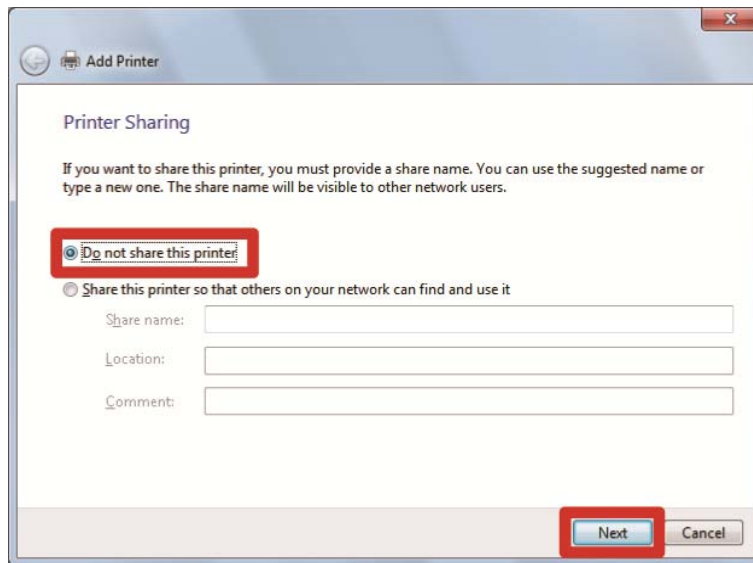 Add Printer
Printer Sharing
If you want to share this printer, you must provide a share name. You can use the suggested name or
type a new one. The share name will be visible to other network users.
Do not share this printer
Share this printer so that others on your network can find and use it
Share name:
Location:
Comment:
Next Cancel